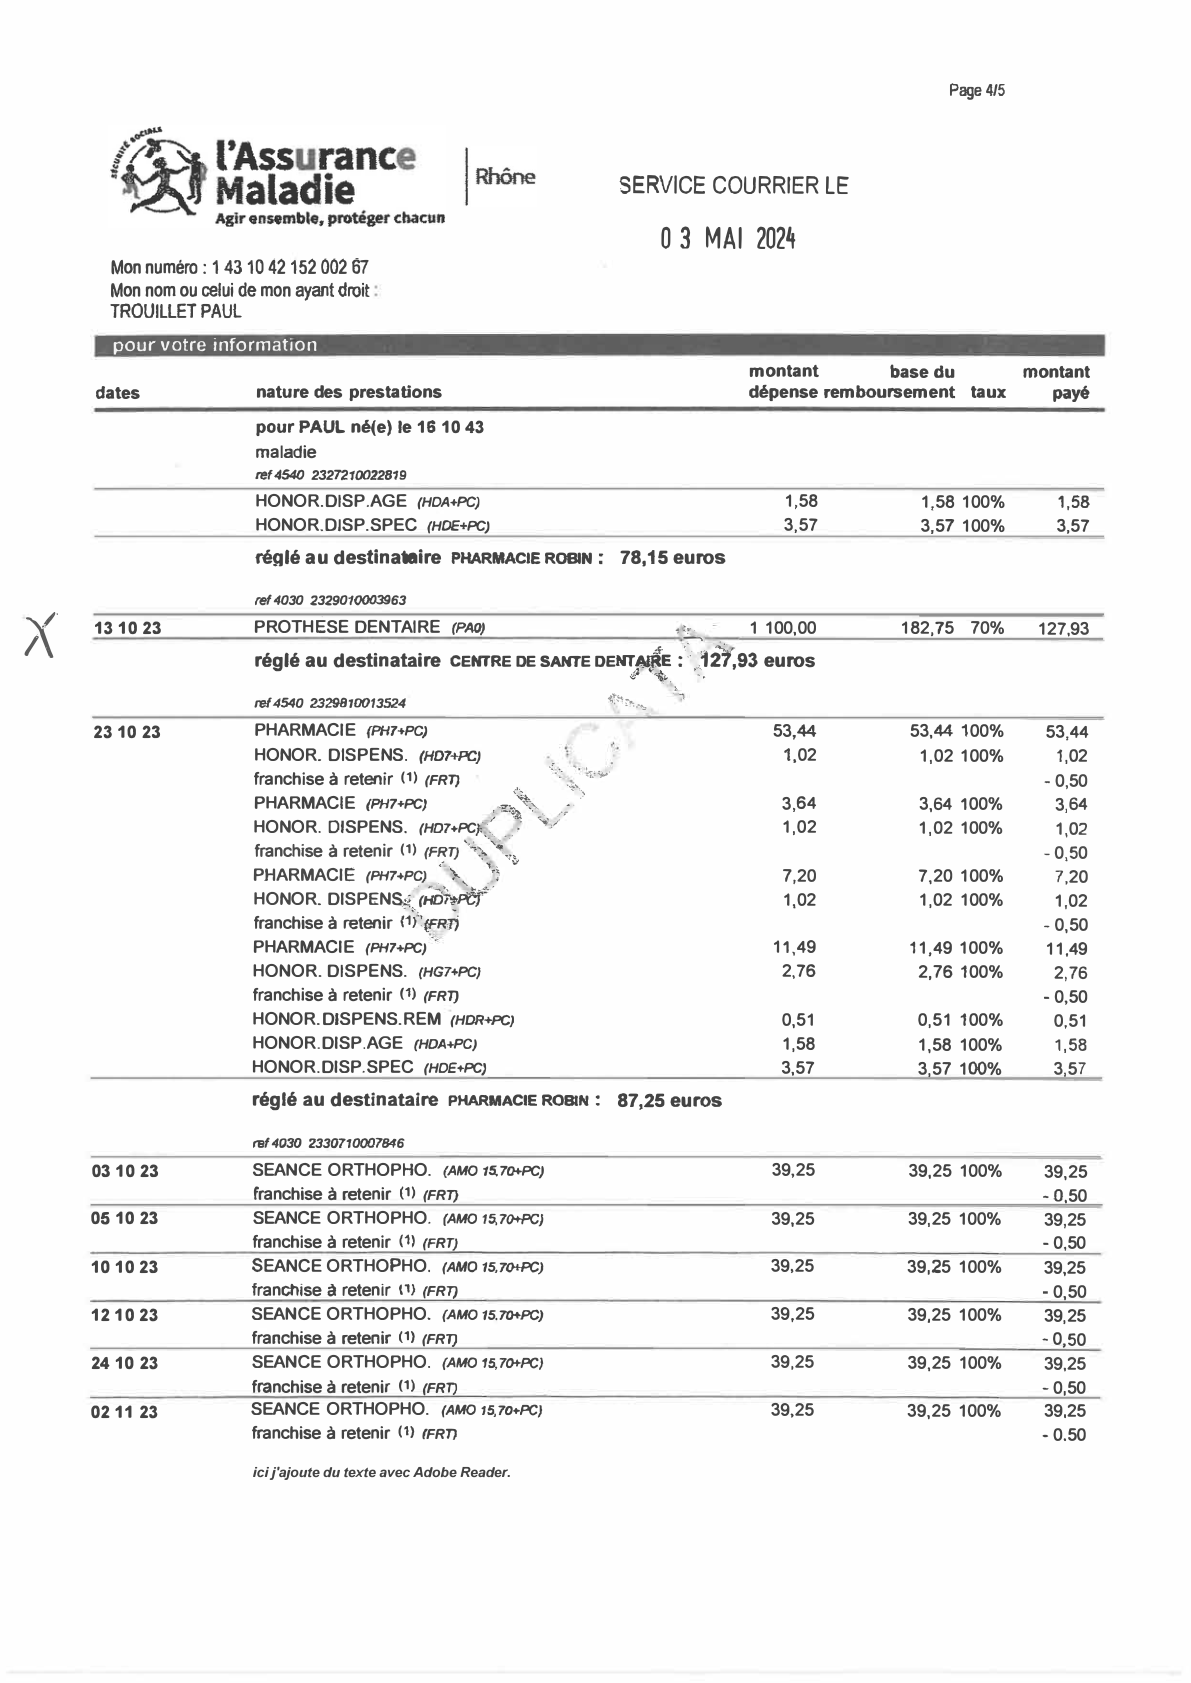 Page 4/5
SÉCURITÉ SOCIALE
l'Assurance
Maladie
Agir ensemble, protéger chacun
Rhône
SERVICE COURRIER LE
0 3 MAI 2024
Mon numéro : 1 43 10 42 152 002 67
Mon nom ou celui de mon ayant droit :
TROUILLET PAUL
pour votre information
montant base du montant
dates nature des prestations dépense remboursement taux payé
pour PAUL né(e) le 16 10 43
maladie
ref 4540 2327210022819
HONOR.DISP.AGE (HDA+PC) 1,58 1,58 100% 1,58
HONOR.DISP.SPEC (HDE+PC) 3,57 3,57 100% 3,57
réglé au destinataire PHARMACIE ROBIN : 78,15 euros
ref 4030 2329010003963
X 13 10 23 PROTHESE DENTAIRE (PA0) 1 100,00 182,75 70% 127,93
réglé au destinataire CENTRE DE SANTE DENTAIRE : 127,93 euros
ref 4540 2329810013524
23 10 23 PHARMACIE (PH7+PC) 53,44 53,44 100% 53,44
HONOR. DISPENS. (HD7+PC) 1,02 1,02 100% 1,02
franchise à retenir (1) (FRT) - 0,50
PHARMACIE (PH7+PC) 3,64 3,64 100% 3,64
HONOR. DISPENS. (HD7+PC) 1,02 1,02 100% 1,02
franchise à retenir (1) (FRT) - 0,50
PHARMACIE (PH7+PC) 7,20 7,20 100% 7,20
HONOR. DISPENS. (HD7+PC) 1,02 1,02 100% 1,02
franchise à retenir (1) (FRT) - 0,50
PHARMACIE (PH7+PC) 11,49 11,49 100% 11,49
HONOR. DISPENS. (HG7+PC) 2,76 2,76 100% 2,76
franchise à retenir (1) (FRT) - 0,50
HONOR.DISPENS.REM (HDR+PC) 0,51 0,51 100% 0,51
HONOR.DISP.AGE (HDA+PC) 1,58 1,58 100% 1,58
HONOR.DISP.SPEC (HDE+PC) 3,57 3,57 100% 3,57
DUPLICATA
réglé au destinataire PHARMACIE ROBIN : 87,25 euros
ref 4030 2330710007846
03 10 23 SEANCE ORTHOPHO. (AMO 15,70+PC) 39,25 39,25 100% 39,25
franchise à retenir (1) (FRT) - 0,50
05 10 23 SEANCE ORTHOPHO. (AMO 15,70+PC) 39,25 39,25 100% 39,25
franchise à retenir (1) (FRT) - 0,50
10 10 23 SEANCE ORTHOPHO. (AMO 15,70+PC) 39,25 39,25 100% 39,25
franchise à retenir (1) (FRT) - 0,50
12 10 23 SEANCE ORTHOPHO. (AMO 15,70+PC) 39,25 39,25 100% 39,25
franchise à retenir (1) (FRT) - 0,50
24 10 23 SEANCE ORTHOPHO. (AMO 15,70+PC) 39,25 39,25 100% 39,25
franchise à retenir (1) (FRT) - 0,50
02 11 23 SEANCE ORTHOPHO. (AMO 15,70+PC) 39,25 39,25 100% 39,25
franchise à retenir (1) (FRT) - 0.50
ici j'ajoute du texte avec Adobe Reader.